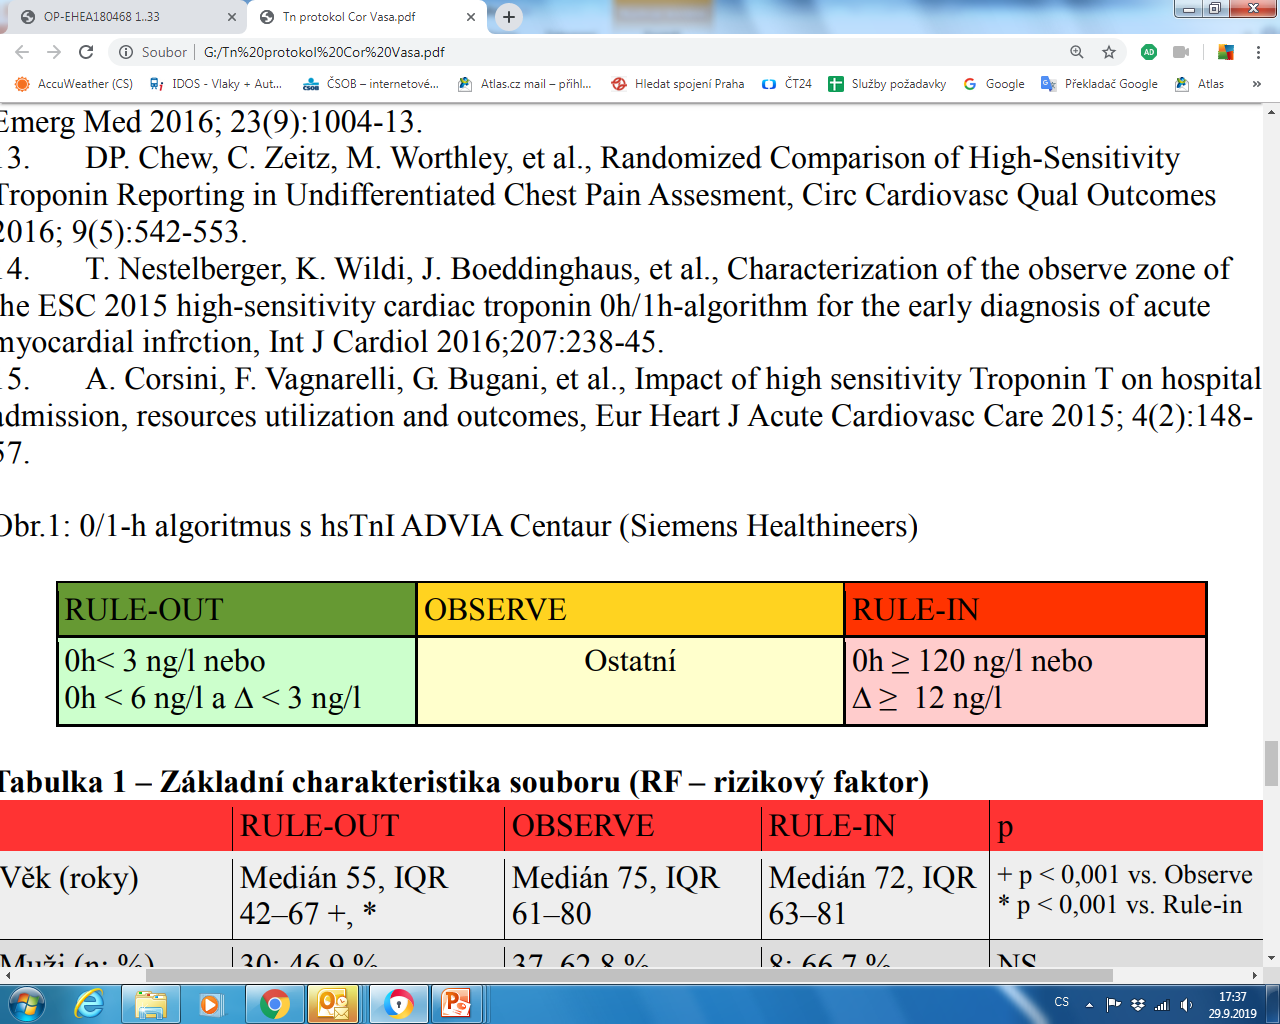 OP-EHEA180468 1..33
Tn protokol Cor Vasa.pdf
Soubor
G:/Tn%20protokol%20Cor%20Vasa.pdf
AccuWeather (CS)
IDOS - Vlaky + Aut...
ČSOB – internetové...
Atlas.cz mail – přihl...
Hledat spojení Praha
ČT24
Služby požadavky
Google
Překladač Google
Atlas
»
Emerg Med 2016; 23(9):1004-13.
13. DP. Chew, C. Zeitz, M. Worthley, et al., Randomized Comparison of High-Sensitivity
Troponin Reporting in Undifferentiated Chest Pain Assesment, Circ Cardiovasc Qual Outcomes
2016; 9(5):542-553.
14. T. Nestelberger, K. Wildi, J. Boeddinghaus, et al., Characterization of the observe zone of
the ESC 2015 high-sensitivity cardiac troponin 0h/1h-algorithm for the early diagnosis of acute
myocardial infrction, Int J Cardiol 2016;207:238-45.
15. A. Corsini, F. Vagnarelli, G. Bugani, et al., Impact of high sensitivity Troponin T on hospital
admission, resources utilization and outcomes, Eur Heart J Acute Cardiovasc Care 2015; 4(2):148-
57.
Obr.1: 0/1-h algoritmus s hsTnI ADVIA Centaur (Siemens Healthineers)
RULE-OUT
OBSERVE
RULE-IN
0h< 3 ng/l nebo
0h < 6 ng/l a Δ < 3 ng/l
Ostatní
0h ≥ 120 ng/l nebo
Δ ≥ 12 ng/l
Tabulka 1 – Základní charakteristika souboru (RF – rizikový faktor)
RULE-OUT
OBSERVE
RULE-IN
p
Věk (roky)
Medián 55, IQR
42–67 +, *
Medián 75, IQR
61–80
Medián 72, IQR
63–81
+ p < 0,001 vs. Observe
* p < 0,001 vs. Rule-in
Muži (n; %)
30; 46,9 %
37, 62,8 %
8; 66,7 %
NS
CS
17:37
29.9.2019